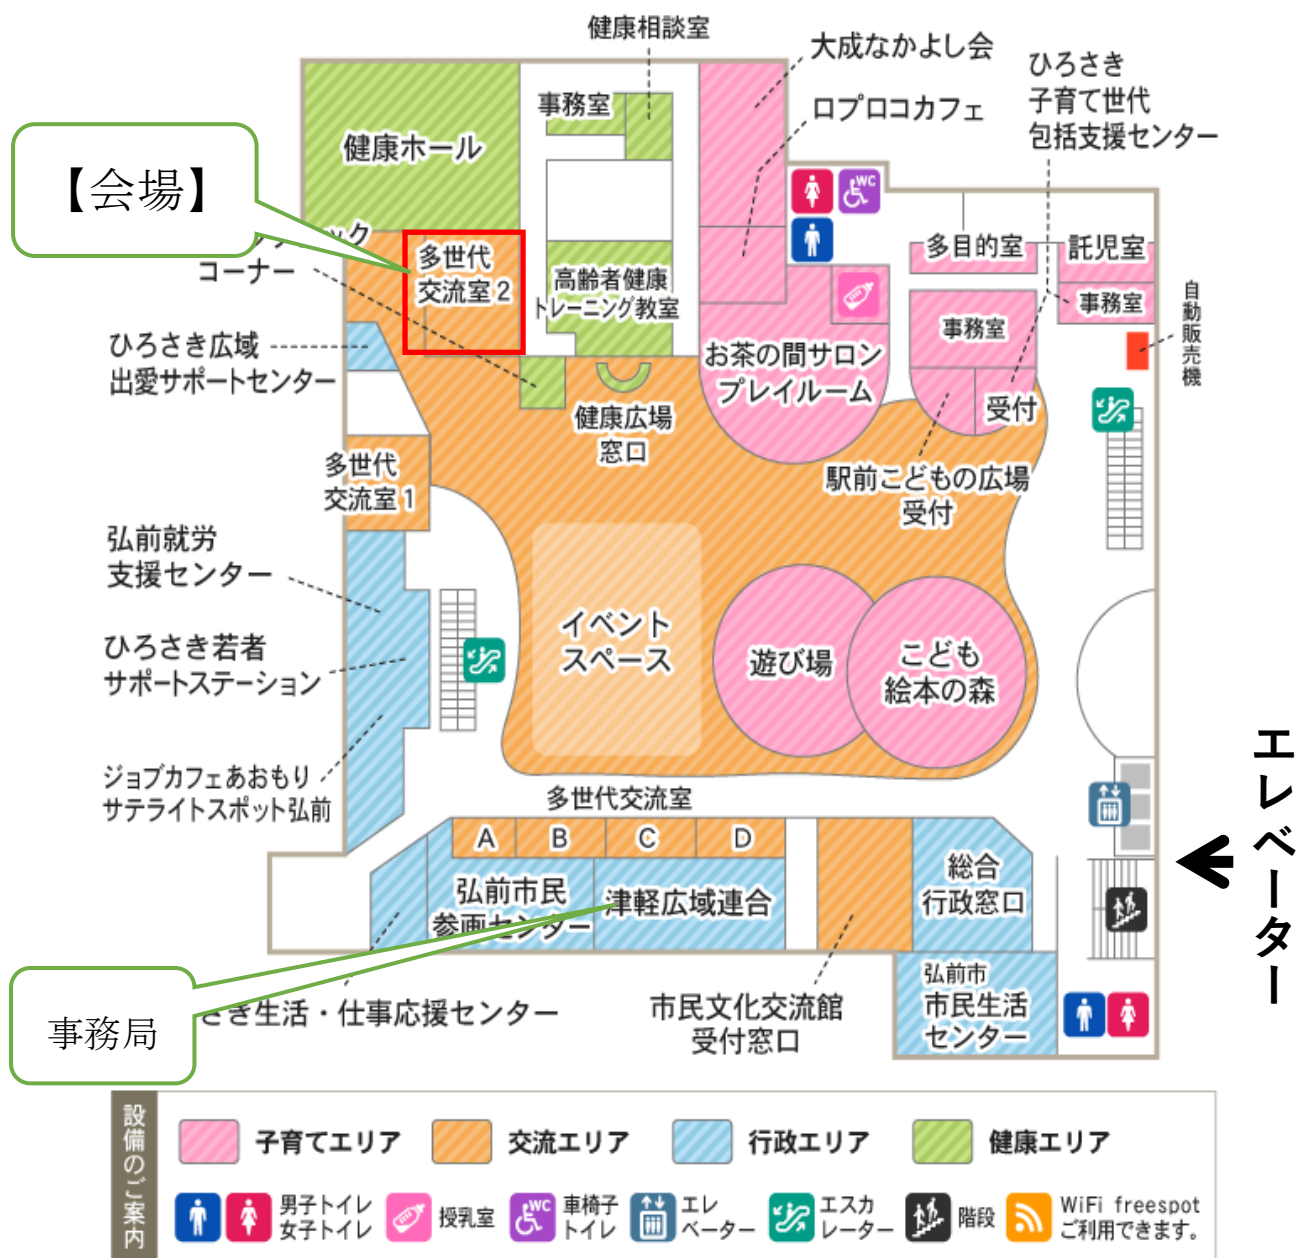 健康相談室
大成なかよし会
ロプロコカフェ
ひろさき
子育て世代
包括支援センター
事務室
健康ホール
【会場】
ック
コーナー
多世代
交流室2
高齢者健康
トレーニング教室
多目的室
託児室
事務室
事務室
自動販売機
ひろさき広域
出愛サポートセンター
お茶の間サロン
プレイルーム
受付
健康広場
窓口
多世代
交流室1
駅前こどもの広場
受付
弘前就労
支援センター
イベント
スペース
遊び場
こども
絵本の森
ひろさき若者
サポートステーション
ジョブカフェあおもり
サテライトスポット弘前
エレベーター
多世代交流室
A
B
C
D
弘前市民
参画センター
津軽広域連合
総合
行政窓口
事務局
さき生活・仕事応援センター
市民文化交流館
受付窓口
弘前市
市民生活
センター
設備のご案内
子育てエリア
交流エリア
行政エリア
健康エリア
男子トイレ
女子トイレ
授乳室
WC
車椅子
トイレ
エレ
ベーター
エスカ
レーター
階段
WiFi freespot
ご利用できます。
WC